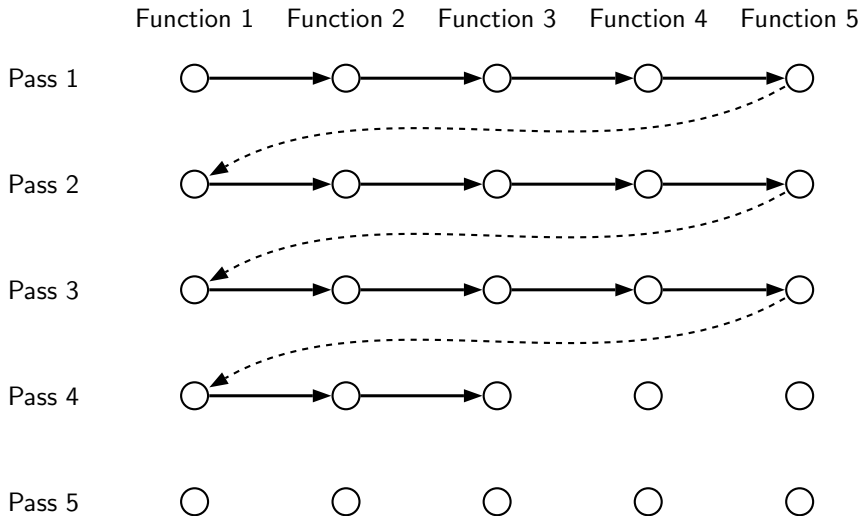 Function 1 Function 2 Function 3 Function 4 Function 5
Pass 1
Pass 2
Pass 3
Pass 4
Pass 5